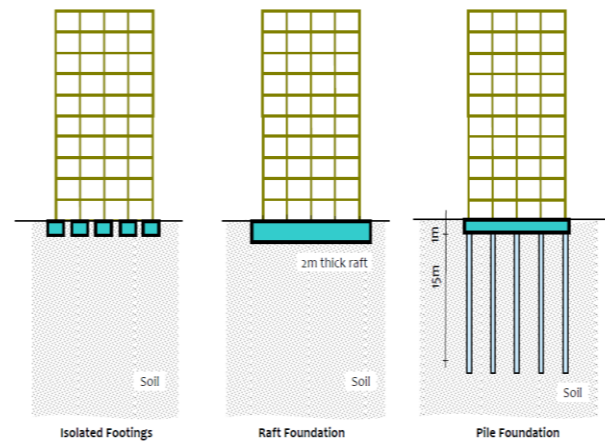 2m thick raft
1m
15m
Soil
Soil
Soil
Isolated Footings
Raft Foundation
Pile Foundation